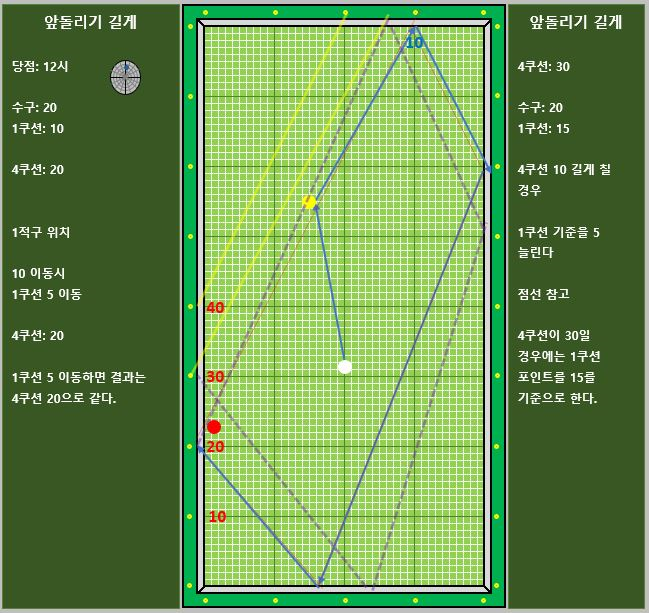 앞돌리기 길게
당점: 12시
수구: 20
1쿠션: 10
4쿠션: 20
1적구 위치
10 이동시
1쿠션 5 이동
4쿠션: 20
1쿠션 5 이동하면 결과는
4쿠션 20으로 같다.
10
40
30
20
10
앞돌리기 길게
4쿠션: 30
수구: 20
1쿠션: 15
4쿠션 10 길게 칠
경우
1쿠션 기준을 5
늘린다
점선 참고
4쿠션이 30일
경우에는 1쿠션
포인트를 15를
기준으로 한다.